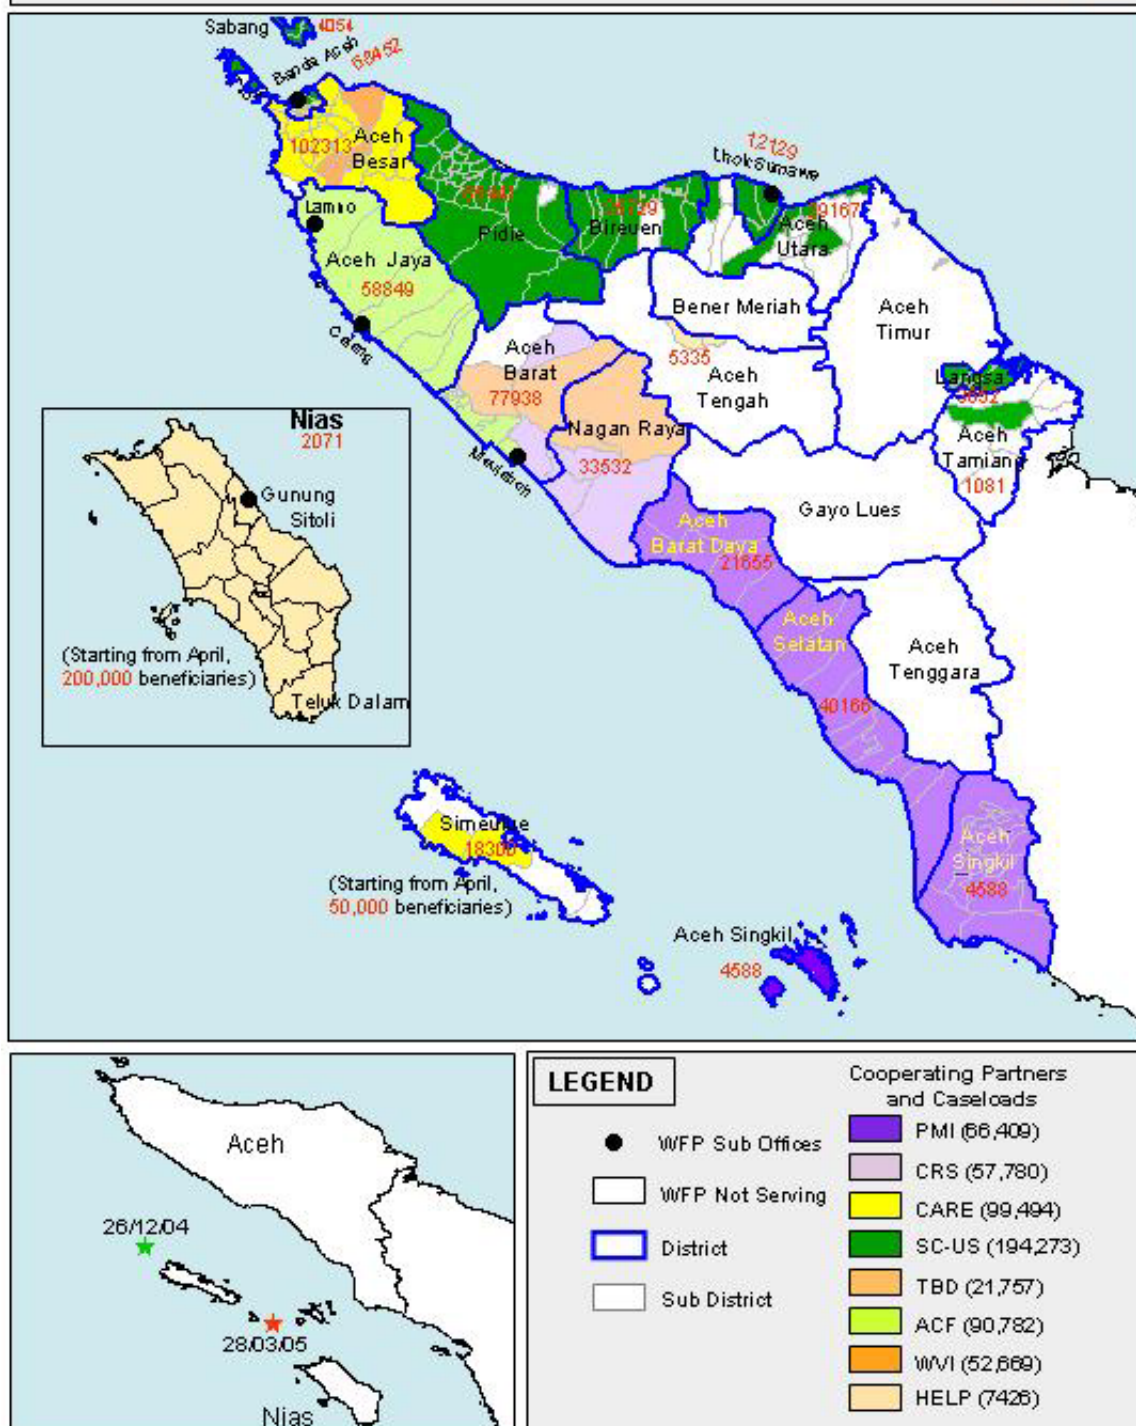 Sabang
4054
Banda Aceh
68452
102313
Aceh
Besar
Lamno
Pidie
Bireuen
12129
Lhoksumawe
Aceh
Utara
Aceh Jaya
58849
Calang
Bener Meriah
Aceh
Timur
Aceh
Barat
77938
5335
Aceh
Tengah
Langsa
Nagan Raya
33532
Meulaboh
Aceh
Tamiang
1081
Gayo Lues
Aceh
Barat Daya
21655
Aceh
Selatan
40166
Aceh
Tenggara
Nias
2071
Gunung
Sitoli
(Starting from April,
200,000 beneficiaries)
Teluk Dalam
Simeulue
18300
(Starting from April,
50,000 beneficiaries)
Aceh
Singkil
4588
Aceh Singkil
4588
Aceh
26/12/04
28/03/05
Nias
LEGEND
WFP Sub Offices
WFP Not Serving
District
Sub District
Cooperating Partners
and Caseloads
PMI (66,409)
CRS (57,780)
CARE (99,494)
SC-US (194,273)
TBD (21,757)
ACF (90,782)
WVI (52,669)
HELP (7426)